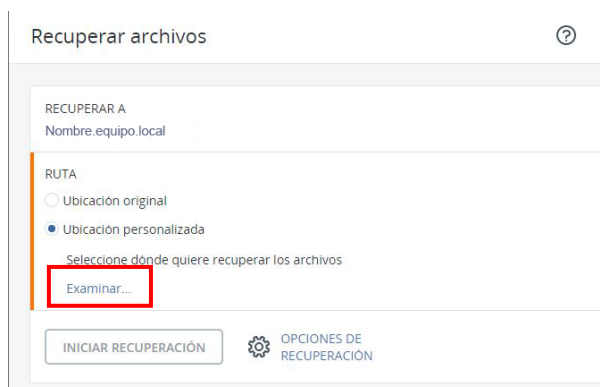 Recuperar archivos
RECUPERAR A
Nombre.equipo.local
RUTA
Ubicación original
Ubicación personalizada
Seleccione dónde quiere recuperar los archivos
Examinar...
INICIAR RECUPERACIÓN
OPCIONES DE
RECUPERACIÓN